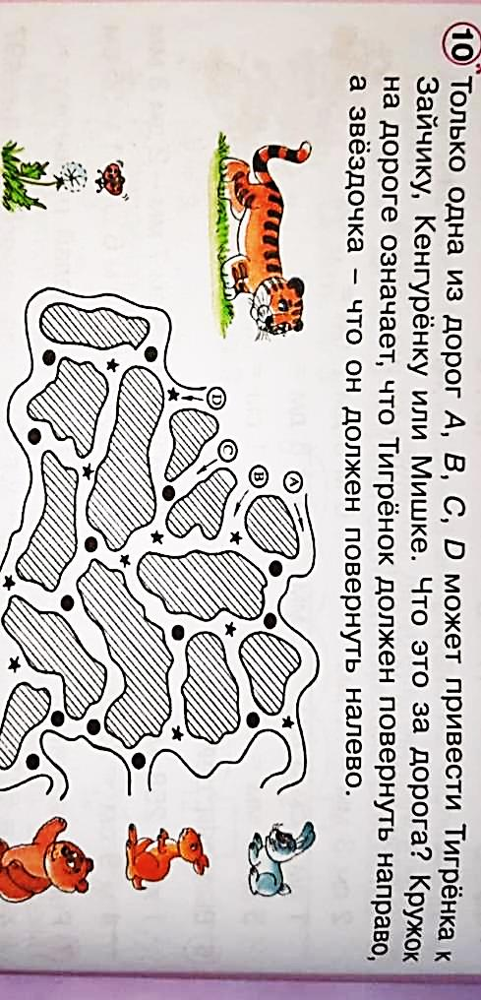 10 Только одна из дорог A, B, C, D может привести Тигрёнка к
Зайчику, Кенгурёнку или Мишке. Что это за дорога? Кружок
на дороге означает, что Тигрёнок должен повернуть направо,
а звёздочка – что он должен повернуть налево.
A
B
C
D